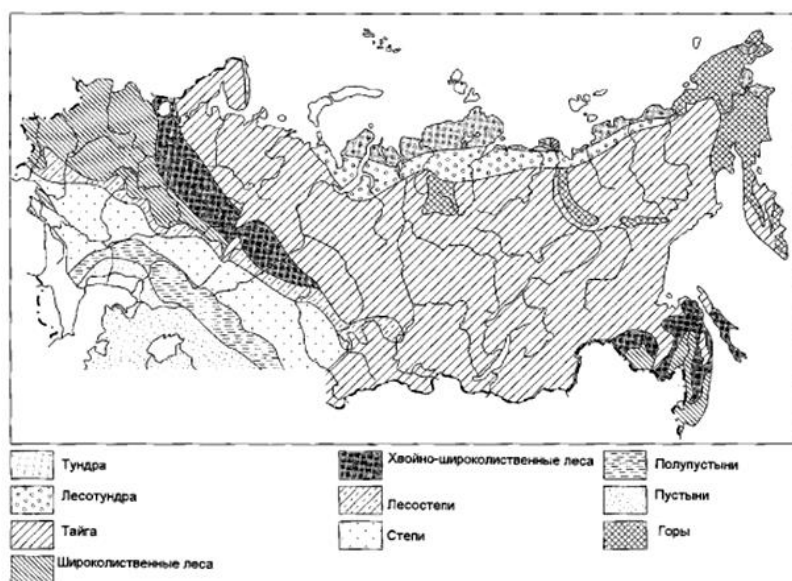 Тундра
Лесотундра
Тайга
Широколиственные леса
Хвойно-широколиственные леса
Лесостепи
Степи
Полупустыни
Пустыни
Горы